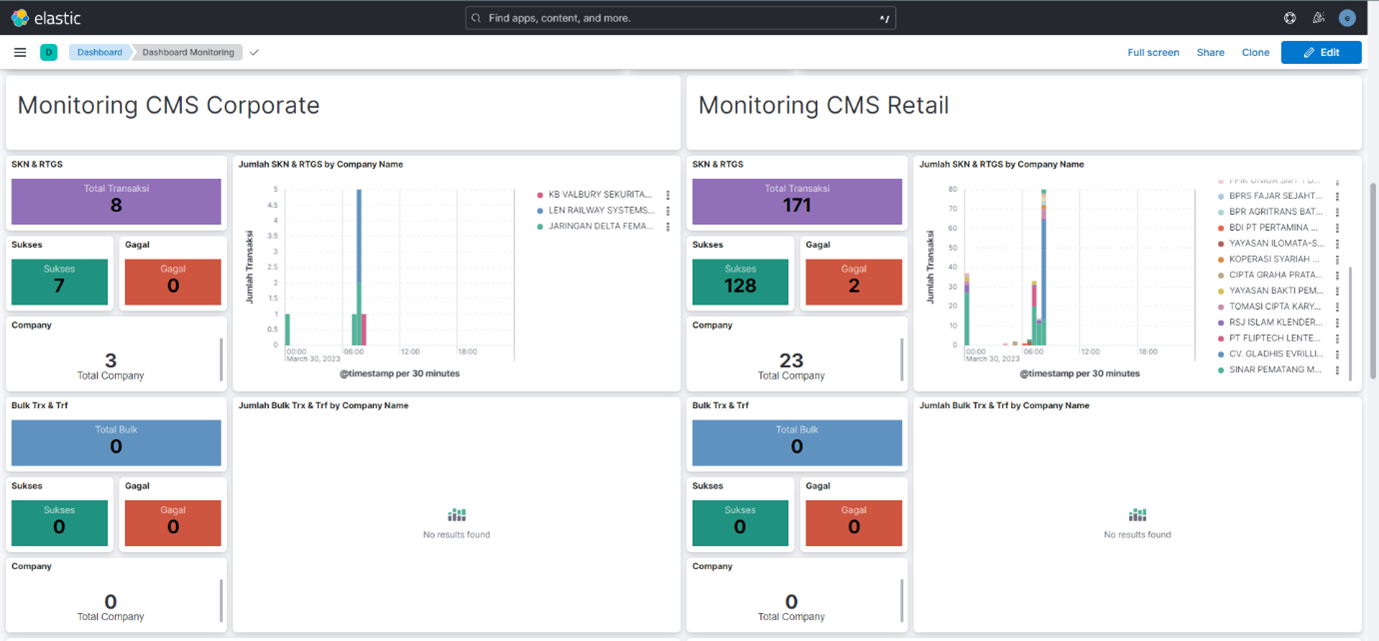 elastic
Find apps, content, and more.
^/
e
D
Dashboard
Dashboard Monitoring
Full screen
Share
Clone
Edit
Monitoring CMS Corporate
SKN & RTGS
Total Transaksi
8
Sukses
Sukses
7
Gagal
Gagal
0
Company
3
Total Company
Jumlah SKN & RTGS by Company Name
Jumlah Transaksi
5
4.5
4
3.5
3
2.5
2
1.5
1
0.5
0
00:00
March 30, 2023
06:00
12:00
18:00
@timestamp per 30 minutes
KB VALBURY SEKURITA...
LEN RAILWAY SYSTEMS...
JARINGAN DELTA FEMA...
Bulk Trx & Trf
Total Bulk
0
Sukses
Sukses
0
Gagal
Gagal
0
Company
0
Total Company
Jumlah Bulk Trx & Trf by Company Name
No results found
Monitoring CMS Retail
SKN & RTGS
Total Transaksi
171
Sukses
Sukses
128
Gagal
Gagal
2
Company
23
Total Company
Jumlah SKN & RTGS by Company Name
Jumlah Transaksi
80
70
60
50
40
30
20
10
0
00:00
March 30, 2023
06:00
12:00
18:00
@timestamp per 30 minutes
BPRS FAJAR SEJAHT...
BPR AGRITRANS BAT...
BDI PT PERTAMINA ...
YAYASAN ILOMATA-S...
KOPERASI SYARIAH ...
CIPTA GRAHA PRATA...
YAYASAN BAKTI PEM...
TOMASI CIPTA KARY...
RSJ ISLAM KLENDER...
PT FLIPTECH LENTE...
CV. GLADHIS EVRILLI...
SINAR PEMATANG M...
Bulk Trx & Trf
Total Bulk
0
Sukses
Sukses
0
Gagal
Gagal
0
Company
0
Total Company
Jumlah Bulk Trx & Trf by Company Name
No results found